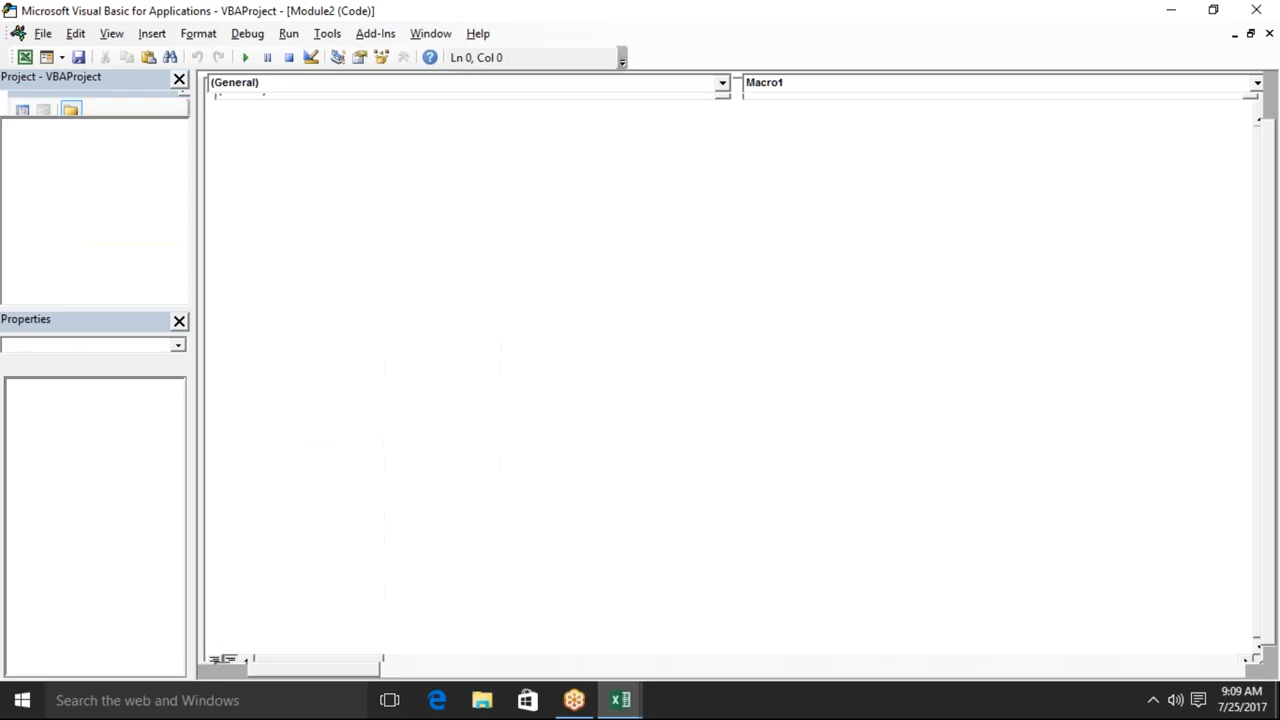 Microsoft Visual Basic for Applications - VBAProject - [Module2 (Code)]
File Edit View Insert Format Debug Run Tools Add-Ins Window Help
Ln 0, Col 0
Project - VBAProject
(General)
Macro1
Properties
Search the web and Windows
9:09 AM
7/25/2017